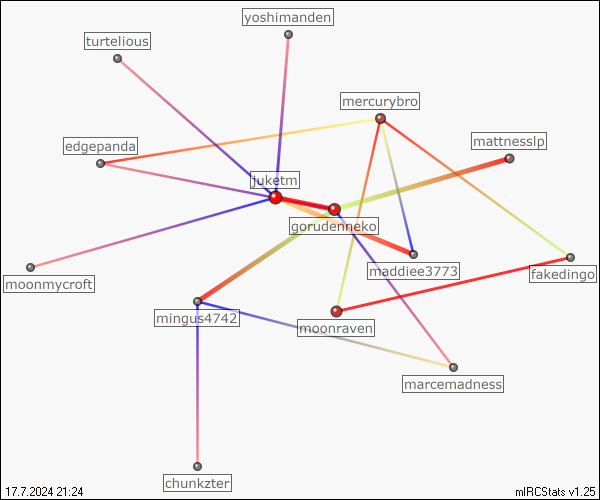 yoshimanden
turtelious
mercurybro
mattnesslp
edgepanda
juketm
gorudeneko
maddiee3773
fakedingo
moonmycroft
mingus4742
moonraven
marcemadness
chunkzter
17.7.2024 21:24
mIRCStats v1.25